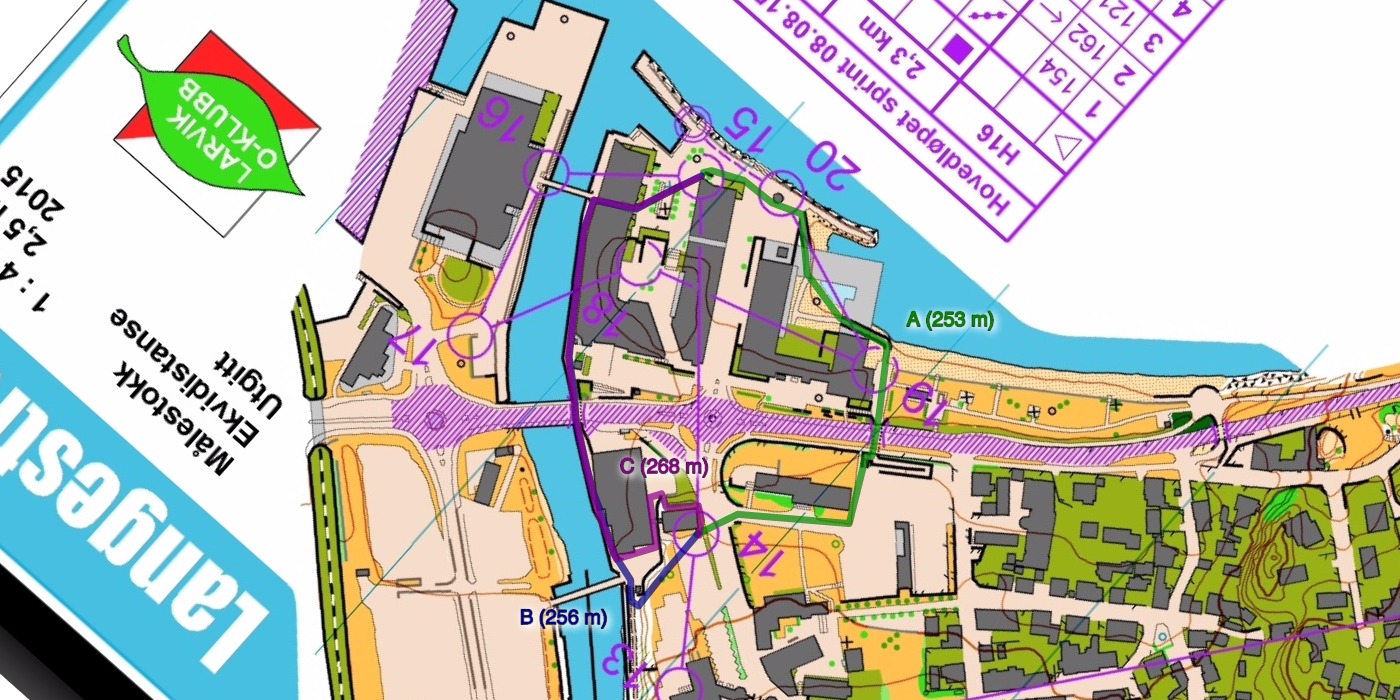 LARVIK
O-KLUBB
Målestokk
Ekvidistanse
Utgitt
1 : 4
2,5
2015
Langest
Hovedløpet sprint 08.08.15
H16
2,3 km
1 154
2 162
3 121
4
13
14
15
16
17
18
19
20
A (253 m)
B (256 m)
C (268 m)